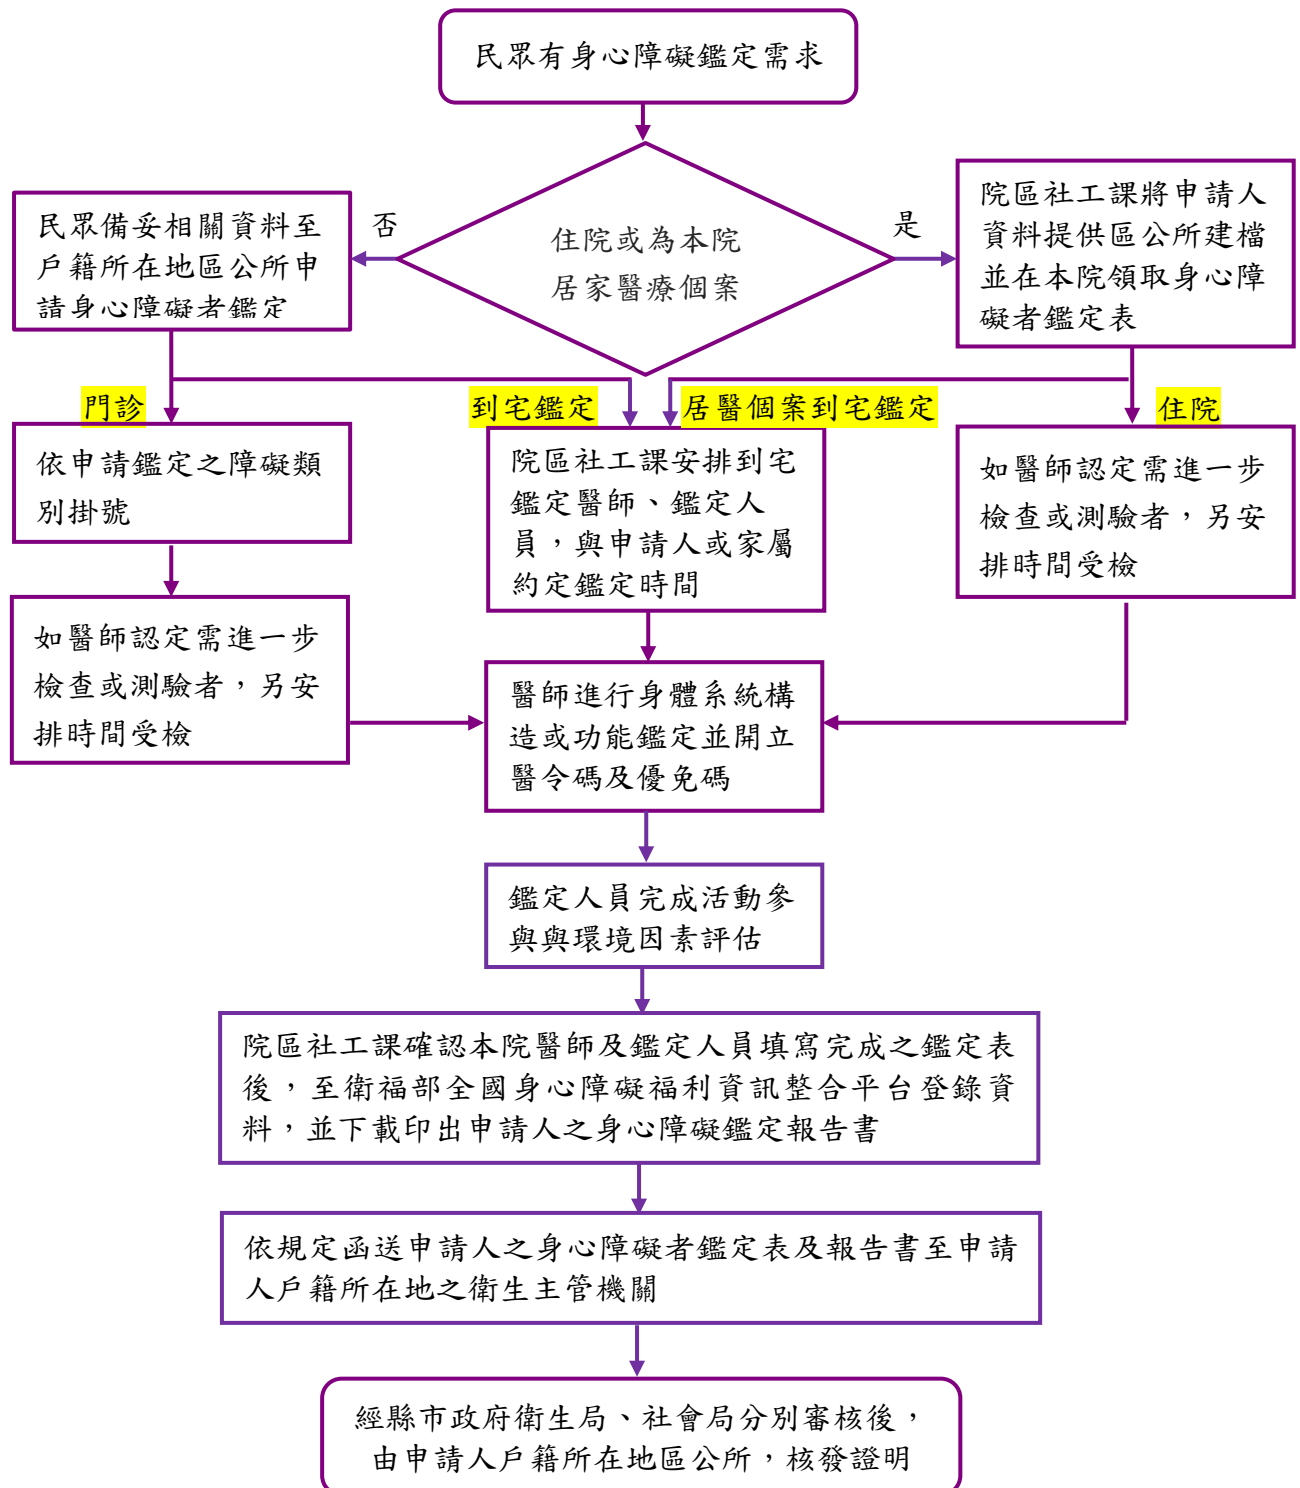 民眾有身心障礙鑑定需求
住院或為本院
居家醫療個案
否
是
民眾備妥相關資料至
戶籍所在地區公所申
請身心障礙者鑑定
院區社工課將申請人
資料提供區公所建檔
並在本院領取身心障
礙者鑑定表
門診
到宅鑑定
居醫個案到宅鑑定
住院
依申請鑑定之障礙類
別掛號
院區社工課安排到宅
鑑定醫師、鑑定人
員，與申請人或家屬
約定鑑定時間
如醫師認定需進一步
檢查或測驗者，另安
排時間受檢
如醫師認定需進一步
檢查或測驗者，另安
排時間受檢
醫師進行身體系統構
造或功能鑑定並開立
醫令碼及優免碼
鑑定人員完成活動參
與與環境因素評估
院區社工課確認本院醫師及鑑定人員填寫完成之鑑定表
後，至衛福部全國身心障礙福利資訊整合平台登錄資
料，並下載印出申請人之身心障礙鑑定報告書
依規定函送申請人之身心障礙者鑑定表及報告書至申請
人戶籍所在地之衛生主管機關
經縣市政府衛生局、社會局分別審核後，
由申請人戶籍所在地區公所，核發證明